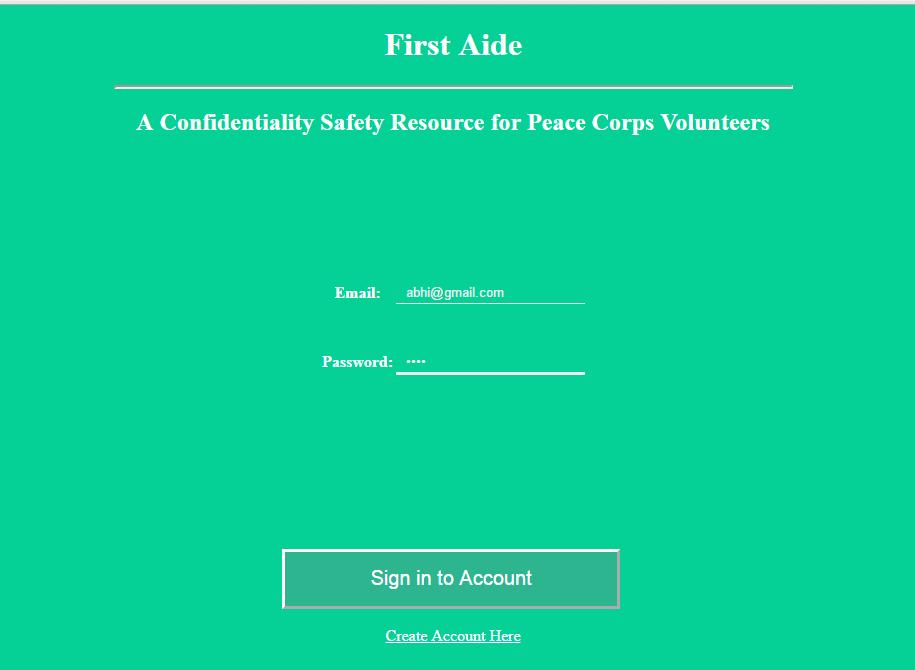 First Aide
A Confidentiality Safety Resource for Peace Corps Volunteers
Email: abhi@gmail.com
Password: ····
Sign in to Account
Create Account Here